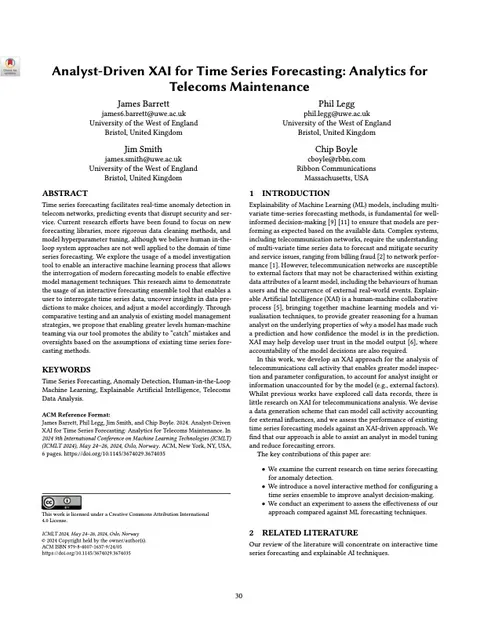 Analyst-Driven XAI for Time Series Forecasting: Analytics for
Telecoms Maintenance
James Barrett
james6.barrett@uwe.ac.uk
University of the West of England
Bristol, United Kingdom
Phil Legg
phil.legg@uwe.ac.uk
University of the West of England
Bristol, United Kingdom
Jim Smith
james.smith@uwe.ac.uk
University of the West of England
Bristol, United Kingdom
Chip Boyle
cboyle@rbbn.com
Ribbon Communications
Massachusetts, USA
ABSTRACT
Time series forecasting facilitates real-time anomaly detection in
telecom networks, predicting events that disrupt security and ser-
vice. Current research efforts have been found to focus on new
forecasting libraries, more rigorous data cleaning methods, and
model hyperparameter tuning, although we believe human in-the-
loop system approaches are not well applied to the domain of time
series forecasting. We explore the usage of a model investigation
tool to enable an interactive machine learning process that allows
the interrogation of modern forecasting models to enable effective
model management techniques. This research aims to demonstrate
the usage of an interactive forecasting ensemble tool that enables a
user to interrogate time series data, uncover insights in data pre-
dictions to make choices, and adjust a model accordingly. Through
comparative testing and an analysis of existing model management
strategies, we propose that enabling greater levels human-machine
teaming via our tool promotes the ability to "catch" mistakes and
oversights based on the assumptions of existing time series fore-
casting methods.
KEYWORDS
Time Series Forecasting, Anomaly Detection, Human-in-the-Loop
Machine Learning, Explainable Artificial Intelligence, Telecoms
Data Analysis.
ACM Reference Format:
James Barrett, Phil Legg, Jim Smith, and Chip Boyle. 2024. Analyst-Driven
XAI for Time Series Forecasting: Analytics for Telecoms Maintenance. In
2024 9th International Conference on Machine Learning Technologies (ICMLT)
(ICMLT 2024), May 24–26, 2024, Oslo, Norway. ACM, New York, NY, USA,
6 pages. https://doi.org/10.1145/3674029.3674035
This work is licensed under a Creative Commons Attribution International
4.0 License.
ICMLT 2024, May 24–26, 2024, Oslo, Norway
© 2024 Copyright held by the owner/author(s).
ACM ISBN 979-8-4007-1637-9/24/05
https://doi.org/10.1145/3674029.3674035
1 INTRODUCTION
Explainability of Machine Learning (ML) models, including multi-
variate time-series forecasting methods, is fundamental for well-
informed decision-making [9] [11] to ensure that models are per-
forming as expected based on the available data. Complex systems,
including telecommunication networks, require the understanding
of multi-variate time series data to forecast and mitigate security
and service issues, ranging from billing fraud [2] to network perfor-
mance [1]. However, telecommunication networks are susceptible
to external factors that may not be characterised within existing
data attributes of a learnt model, including the behaviours of human
users and the occurrence of external real-world events. Explain-
able Artificial Intelligence (XAI) is a human-machine collaborative
process [5], bringing together machine learning models and vi-
sualisation techniques, to provide greater reasoning for a human
analyst on the underlying properties of why a model has made such
a prediction and how confidence the model is in the prediction.
XAI may help develop user trust in the model output [6], where
accountability of the model decisions are also required.
In this work, we develop an XAI approach for the analysis of
telecommunications call activity that enables greater model inspec-
tion and parameter configuration, to account for analyst insight or
information unaccounted for by the model (e.g., external factors).
Whilst previous works have explored call data records, there is
little research on XAI for telecommunications analysis. We devise
a data generation scheme that can model call activity accounting
for external influences, and we assess the performance of existing
time series forecasting models against an XAI-driven approach. We
find that our approach is able to assist an analyst in model tuning
and reduce forecasting errors.
The key contributions of this paper are:
• We examine the current research on time series forecasting
for anomaly detection.
• We introduce a novel interactive method for configuring a
time series ensemble to improve analyst decision-making.
• We conduct an experiment to assess the effectiveness of our
approach compared against ML forecasting techniques.
2 RELATED LITERATURE
Our review of the literature will concentrate on interactive time
series forecasting and explainable AI techniques.
30